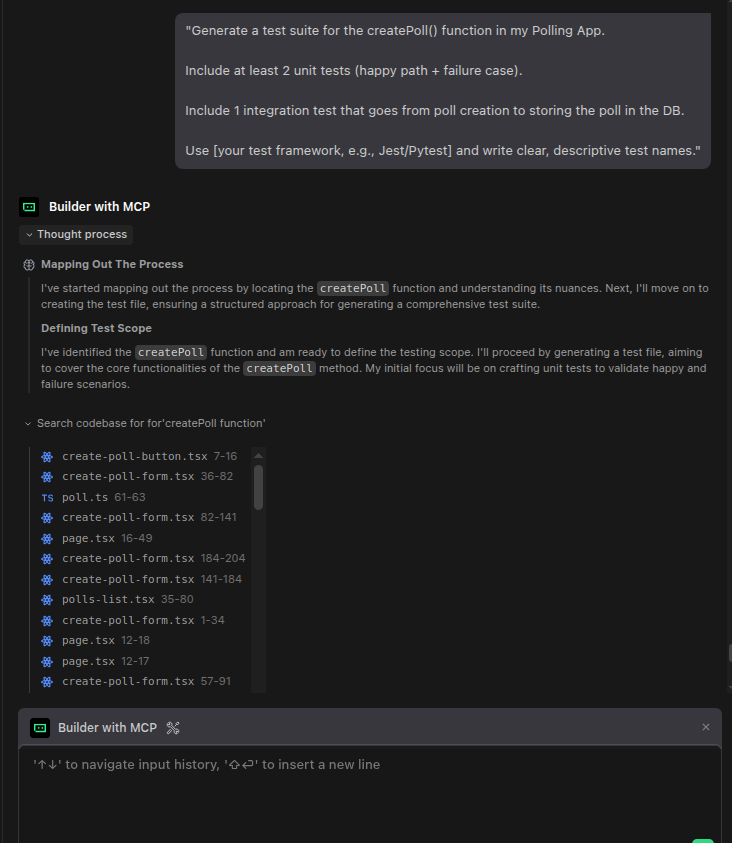 "Generate a test suite for the createPoll() function in my Polling App.
Include at least 2 unit tests (happy path + failure case).
Include 1 integration test that goes from poll creation to storing the poll in the DB.
Use [your test framework, e.g., Jest/Pytest] and write clear, descriptive test names."
Builder with MCP
Thought process
Mapping Out The Process
I've started mapping out the process by locating the createPoll function and understanding its nuances. Next, I'll move on to
creating the test file, ensuring a structured approach for generating a comprehensive test suite.
Defining Test Scope
I've identified the createPoll function and am ready to define the testing scope. I'll proceed by generating a test file, aiming
to cover the core functionalities of the createPoll method. My initial focus will be on crafting unit tests to validate happy and
failure scenarios.
Search codebase for for'createPoll function'
create-poll-button.tsx 7-16
create-poll-form.tsx 36-82
TS poll.ts 61-63
create-poll-form.tsx 82-141
page.tsx 16-49
create-poll-form.tsx 184-204
create-poll-form.tsx 141-184
polls-list.tsx 35-80
create-poll-form.tsx 1-34
page.tsx 12-18
page.tsx 12-17
create-poll-form.tsx 57-91
Builder with MCP
'↑↓' to navigate input history, '⇧⏎' to insert a new line